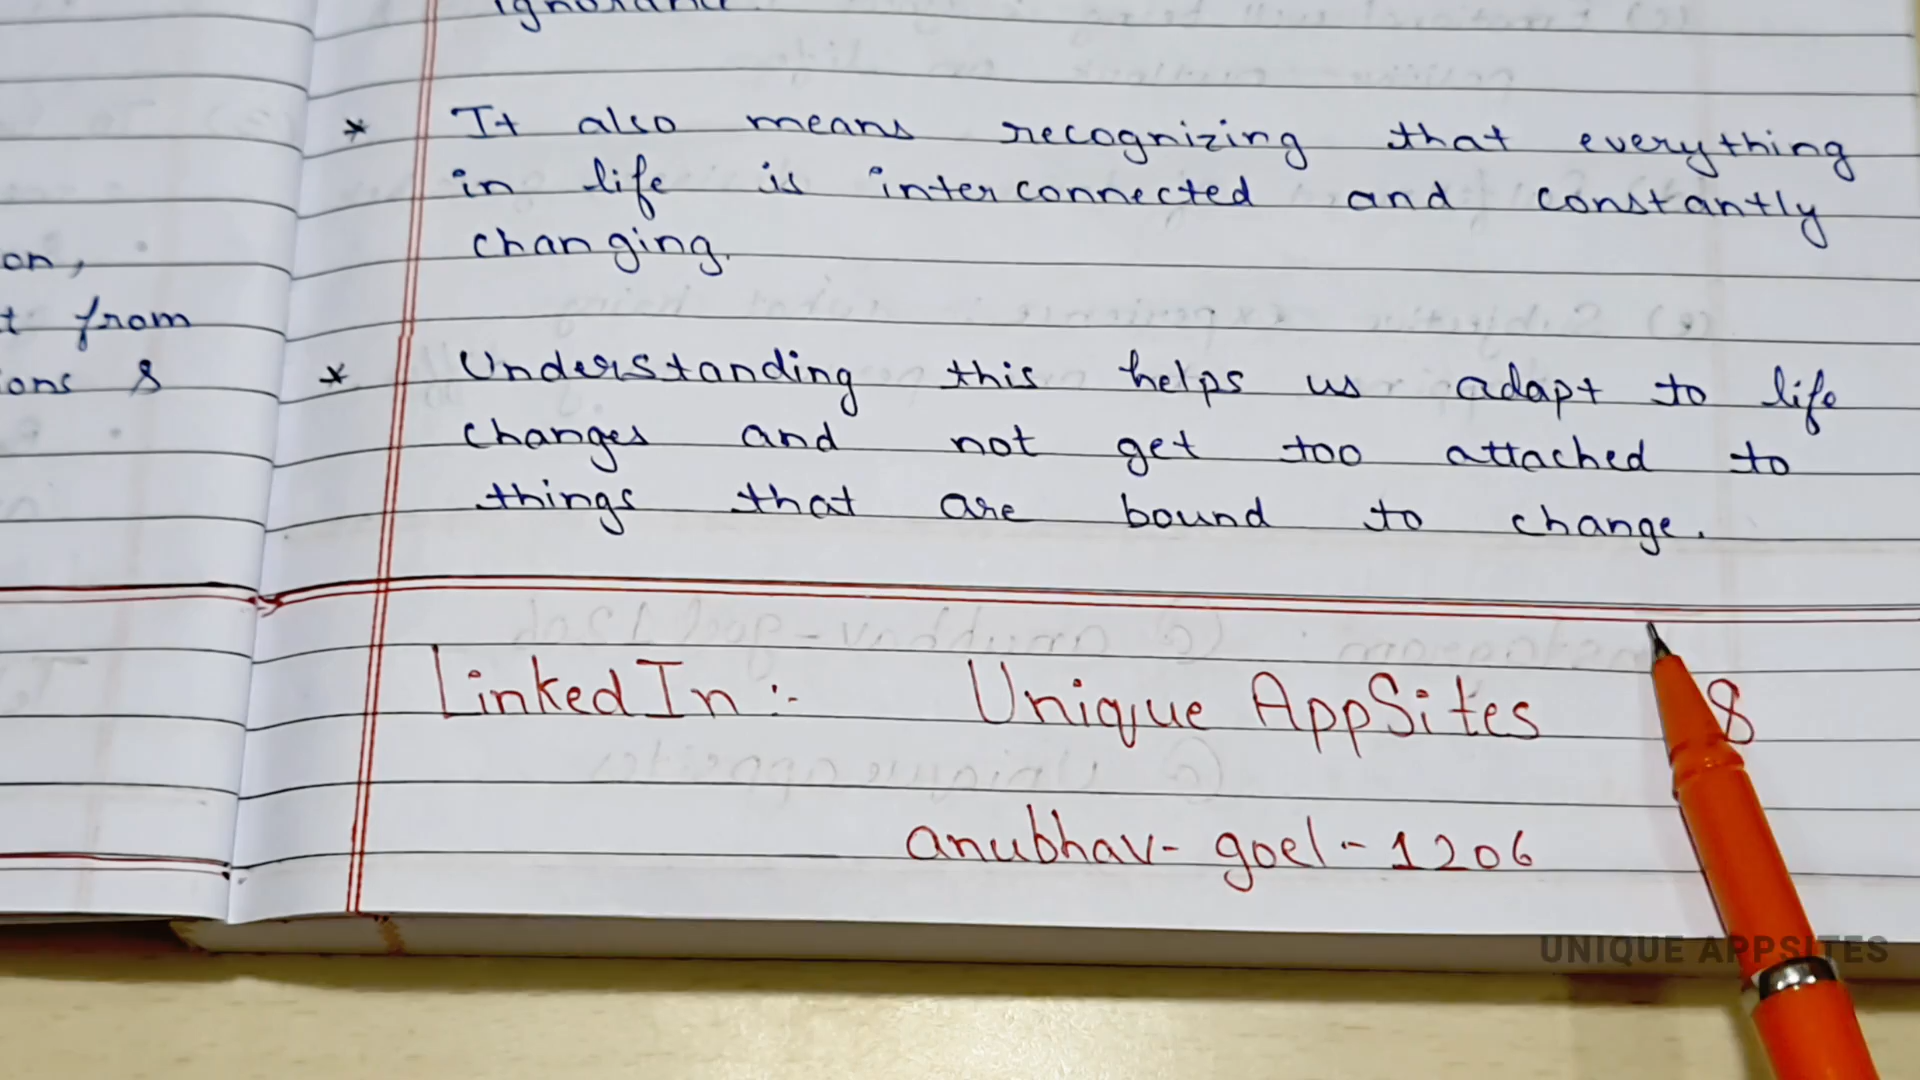 on,
t from
ons &
* It also means recognizing that everything
in life is interconnected and constantly
changing.
* Understanding this helps us adapt to life
changes and not get too attached to
things that are bound to change.
LinkedIn :- Unique AppSites &
anubhav-goel-1206
UNIQUE APPSITES